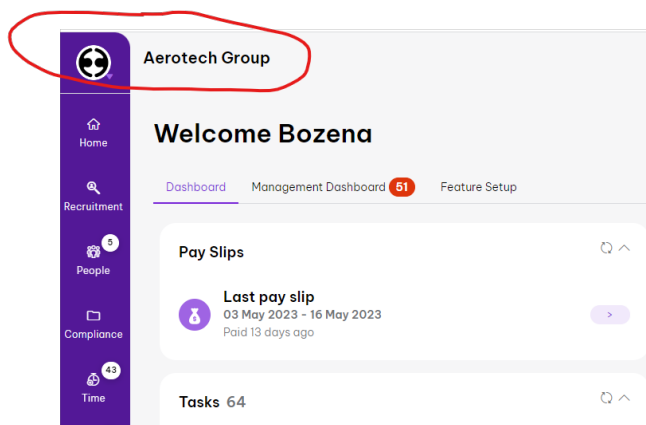 Aerotech Group
Home
Welcome Bozena
Recruitment
Dashboard Management Dashboard 51 Feature Setup
5
People
Pay Slips
Last pay slip
03 May 2023 - 16 May 2023
Paid 13 days ago
>
Compliance
43
Time
Tasks 64